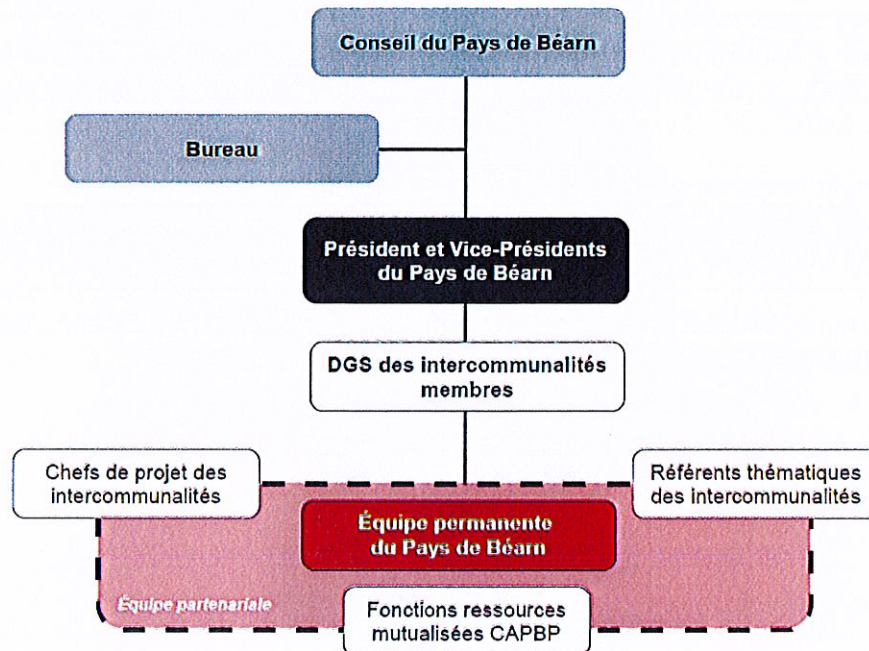 Conseil du Pays de Béarn
Bureau
Président et Vice-Présidents
du Pays de Béarn
DGS des intercommunalités
membres
Chefs de projet des
intercommunalités
Référents thématiques
des intercommunalités
Équipe permanente
du Pays de Béarn
Équipe partenariale
Fonctions ressources
mutualisées CAPBP